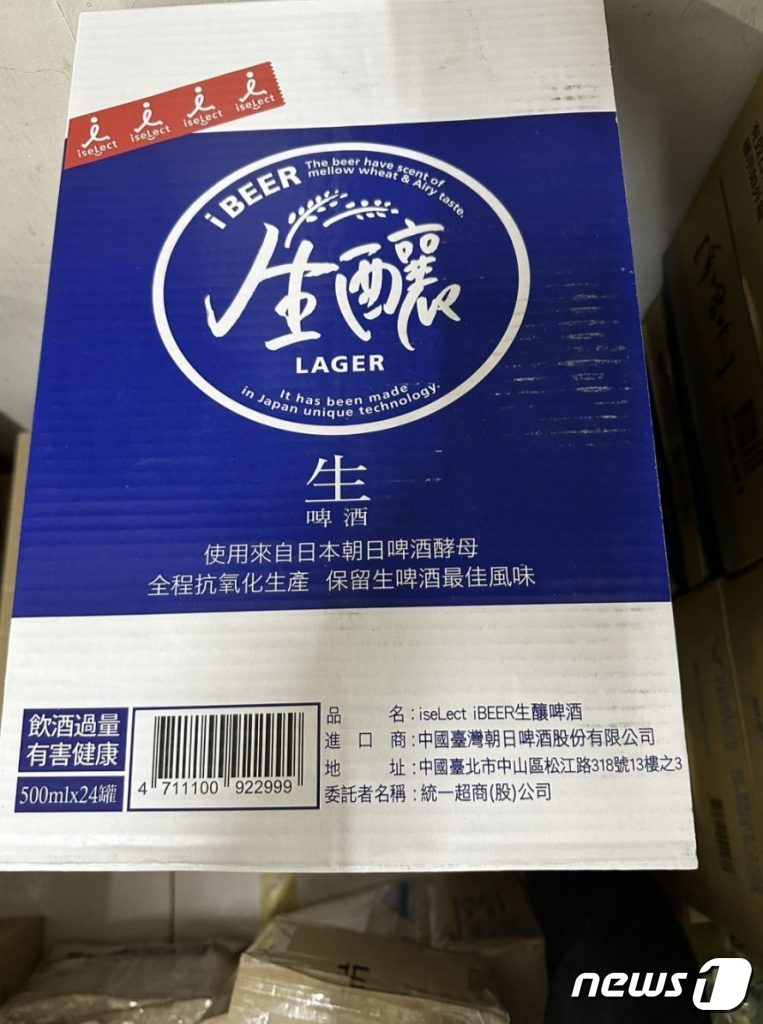 iseLect iseLect iseLect iseLect
i BEER
The beer have scent of
mellow wheat & Airy taste.
生釀
LAGER
It has been made
in Japan unique technology.
生
啤酒
使用來自日本朝日啤酒酵母
全程抗氧化生產 保留生啤酒最佳風味
飲酒過量
有害健康
500mlx24罐
4 711100 922999
品名:iseLect iBEER生釀啤酒
進口商:中國臺灣朝日啤酒股份有限公司
地址:中國臺北市中山區松江路318號13樓之3
委託者名稱:統一超商(股)公司
news1